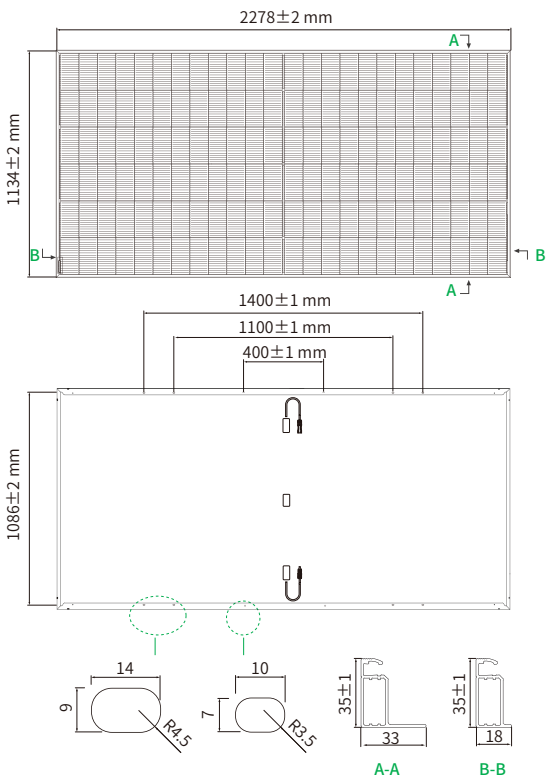 2278±2 mm
A
1134±2 mm
B
B
A
1400±1 mm
1100±1 mm
400±1 mm
1086±2 mm
14
9
R4.5
10
7
R3.5
35±1
33
A-A
35±1
18
B-B